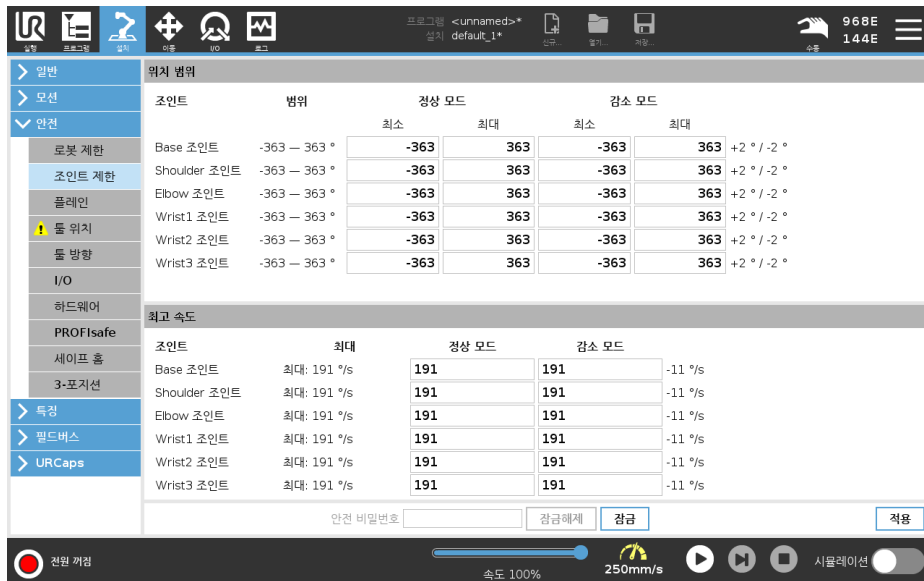 프로그램 <unnamed>*
설치 default_1*
968E
144E
실행 프로그램 설치 이동 I/O 로그 신규... 열기... 저장... 수동
일반
모션
안전
로봇 제한
조인트 제한
플레인
툴 위치
툴 방향
I/O
하드웨어
PROFIsafe
세이프 홈
3-포지션
특징
필드버스
URCaps
위치 범위
조인트 범위 정상 모드 감소 모드
최소 최대 최소 최대
Base 조인트 -363 — 363 ° -363 363 -363 363 +2 ° / -2 °
Shoulder 조인트 -363 — 363 ° -363 363 -363 363 +2 ° / -2 °
Elbow 조인트 -363 — 363 ° -363 363 -363 363 +2 ° / -2 °
Wrist1 조인트 -363 — 363 ° -363 363 -363 363 +2 ° / -2 °
Wrist2 조인트 -363 — 363 ° -363 363 -363 363 +2 ° / -2 °
Wrist3 조인트 -363 — 363 ° -363 363 -363 363 +2 ° / -2 °
최고 속도
조인트 최대 정상 모드 감소 모드
Base 조인트 최대: 191 °/s 191 191 -11 °/s
Shoulder 조인트 최대: 191 °/s 191 191 -11 °/s
Elbow 조인트 최대: 191 °/s 191 191 -11 °/s
Wrist1 조인트 최대: 191 °/s 191 191 -11 °/s
Wrist2 조인트 최대: 191 °/s 191 191 -11 °/s
Wrist3 조인트 최대: 191 °/s 191 191 -11 °/s
안전 비밀번호 잠금해제 잠금 적용
전원 꺼짐 속도 100% 250mm/s 시뮬레이션